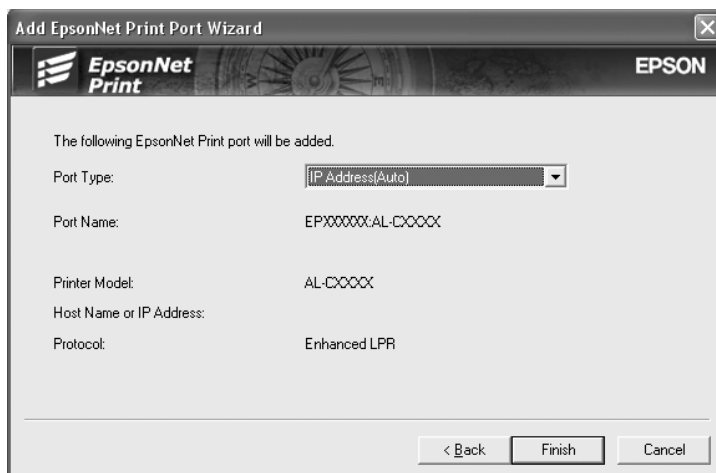 Add EpsonNet Print Port Wizard
EpsonNet
Print
EPSON
The following EpsonNet Print port will be added.
Port Type: IP Address(Auto)
Port Name: EPXXXXXX:AL-CXXXX
Printer Model: AL-CXXXX
Host Name or IP Address:
Protocol: Enhanced LPR
< Back Finish Cancel